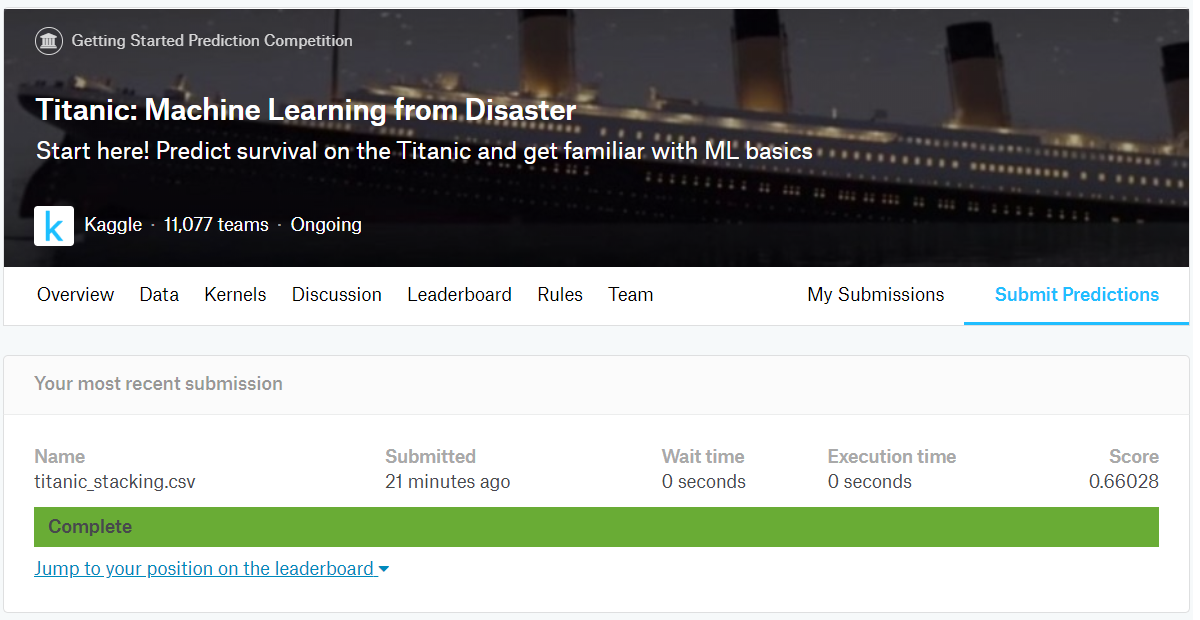 Getting Started Prediction Competition
Titanic: Machine Learning from Disaster
Start here! Predict survival on the Titanic and get familiar with ML basics
k Kaggle · 11,077 teams · Ongoing
Overview Data Kernels Discussion Leaderboard Rules Team My Submissions Submit Predictions
Your most recent submission
Name Submitted Wait time Execution time Score
titanic_stacking.csv 21 minutes ago 0 seconds 0 seconds 0.66028
Complete
Jump to your position on the leaderboard